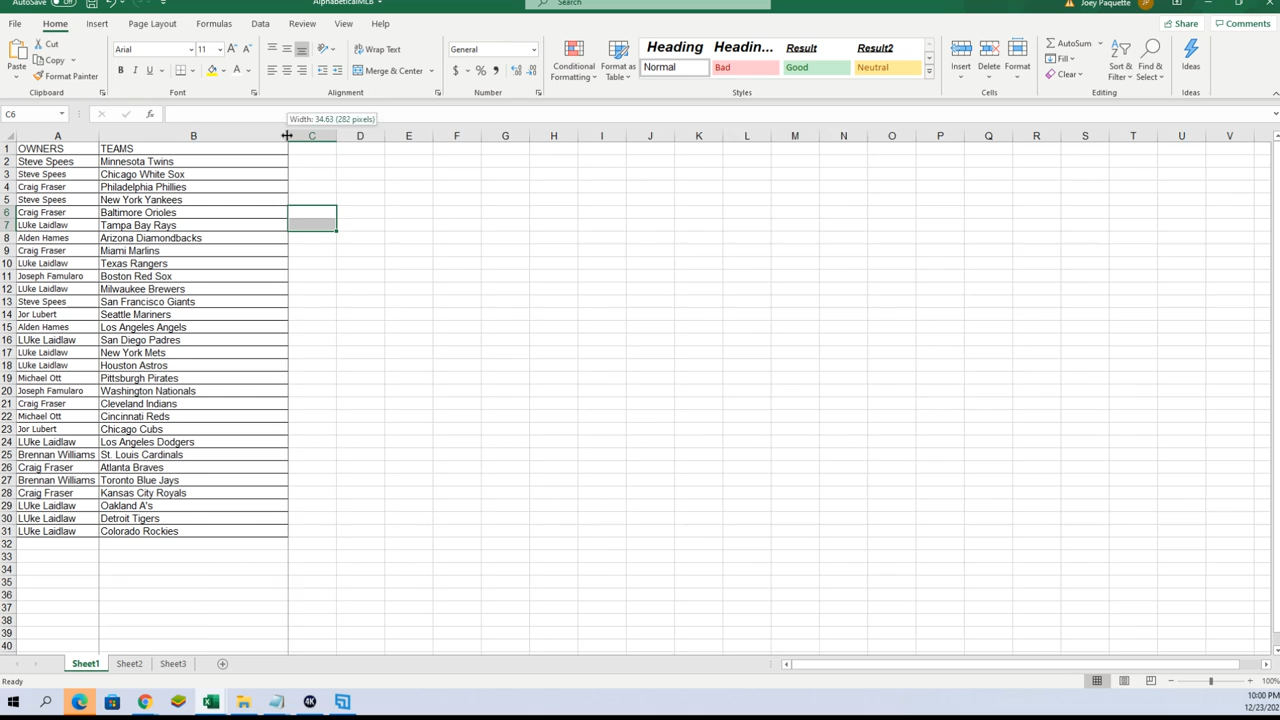 AutoSave Off AlphabeticalMLB Search Joey Paquette JP
File Home Insert Page Layout Formulas Data Review View Share Comments
Paste Cut Copy Format Painter Clipboard
Arial 11 A A B I U A Font
Wrap Text Merge & Center Alignment
General $ % , Number
Conditional Formatting Format as Table
Heading Headin... Result Result2
Normal Bad Good Neutral
Styles
Insert Delete Format Cells
AutoSum Fill Clear Sort & Filter Find & Select Editing
Ideas Ideas
C6 fx
Width: 34.63 (282 pixels)
A B C D E F G H I J K L M N O P Q R S T U V
1 OWNERS TEAMS
2 Steve Spees Minnesota Twins
3 Steve Spees Chicago White Sox
4 Craig Fraser Philadelphia Phillies
5 Steve Spees New York Yankees
6 Craig Fraser Baltimore Orioles
7 LUke Laidlaw Tampa Bay Rays
8 Alden Hames Arizona Diamondbacks
9 Craig Fraser Miami Marlins
10 LUke Laidlaw Texas Rangers
11 Joseph Famularo Boston Red Sox
12 LUke Laidlaw Milwaukee Brewers
13 Steve Spees San Francisco Giants
14 Jor Lubert Seattle Mariners
15 Alden Hames Los Angeles Angels
16 LUke Laidlaw San Diego Padres
17 LUke Laidlaw New York Mets
18 LUke Laidlaw Houston Astros
19 Michael Ott Pittsburgh Pirates
20 Joseph Famularo Washington Nationals
21 Craig Fraser Cleveland Indians
22 Michael Ott Cincinnati Reds
23 Jor Lubert Chicago Cubs
24 LUke Laidlaw Los Angeles Dodgers
25 Brennan Williams St. Louis Cardinals
26 Craig Fraser Atlanta Braves
27 Brennan Williams Toronto Blue Jays
28 Craig Fraser Kansas City Royals
29 LUke Laidlaw Oakland A's
30 LUke Laidlaw Detroit Tigers
31 LUke Laidlaw Colorado Rockies
32
33
34
35
36
37
38
39
40
Sheet1 Sheet2 Sheet3
Ready 100%
4K
10:00 PM
12/23/202